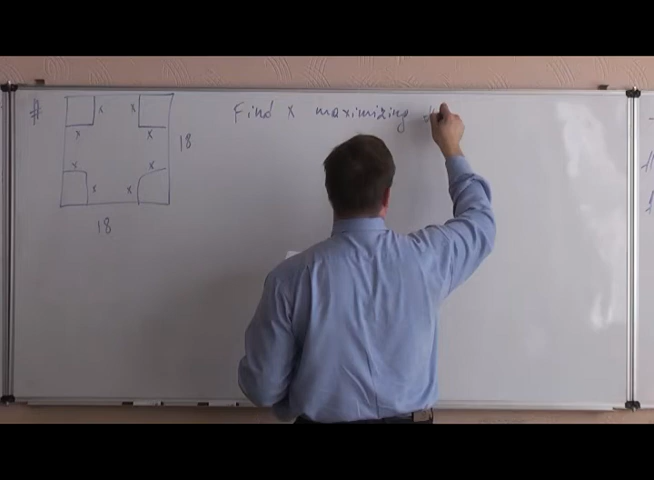 # x x Find x maximizing
x x 18
x x
x x
18